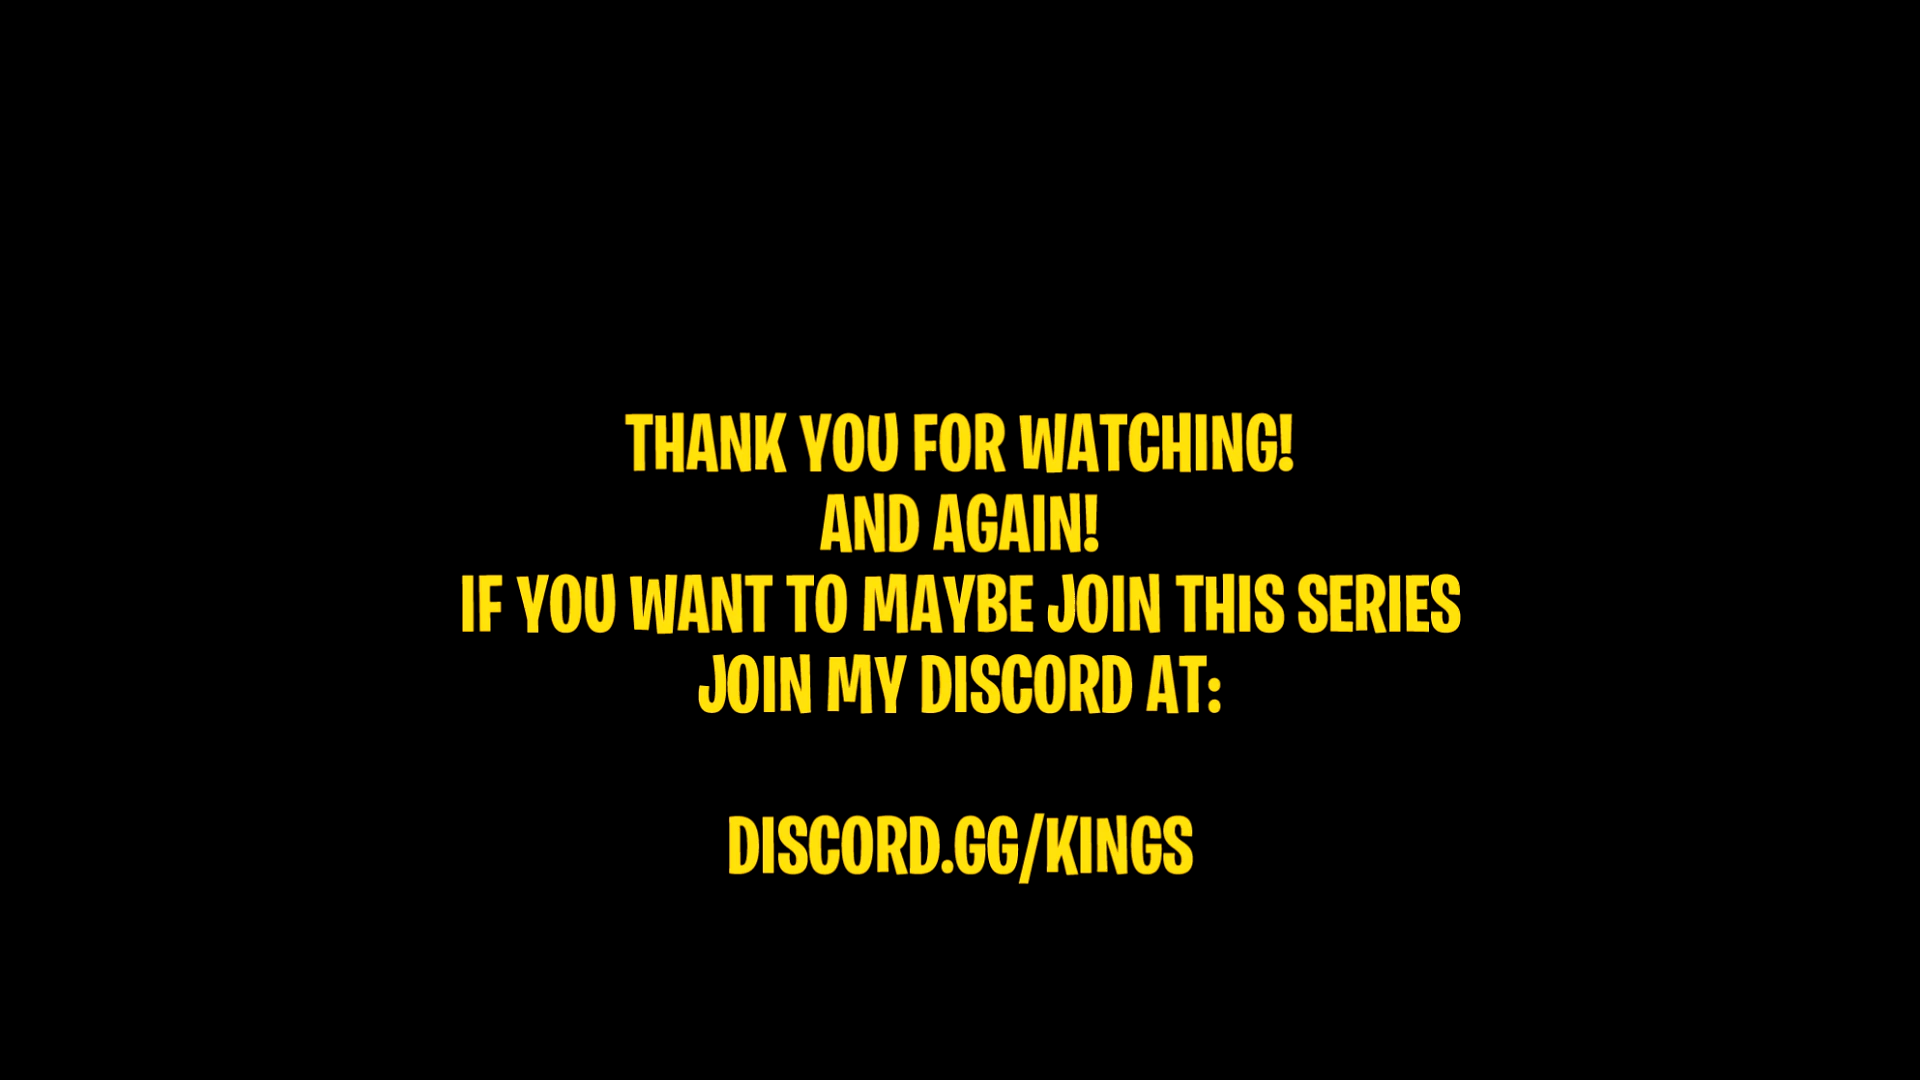 THANK YOU FOR WATCHING!
AND AGAIN!
IF YOU WANT TO MAYBE JOIN THIS SERIES
JOIN MY DISCORD AT:
DISCORD.GG/KINGS